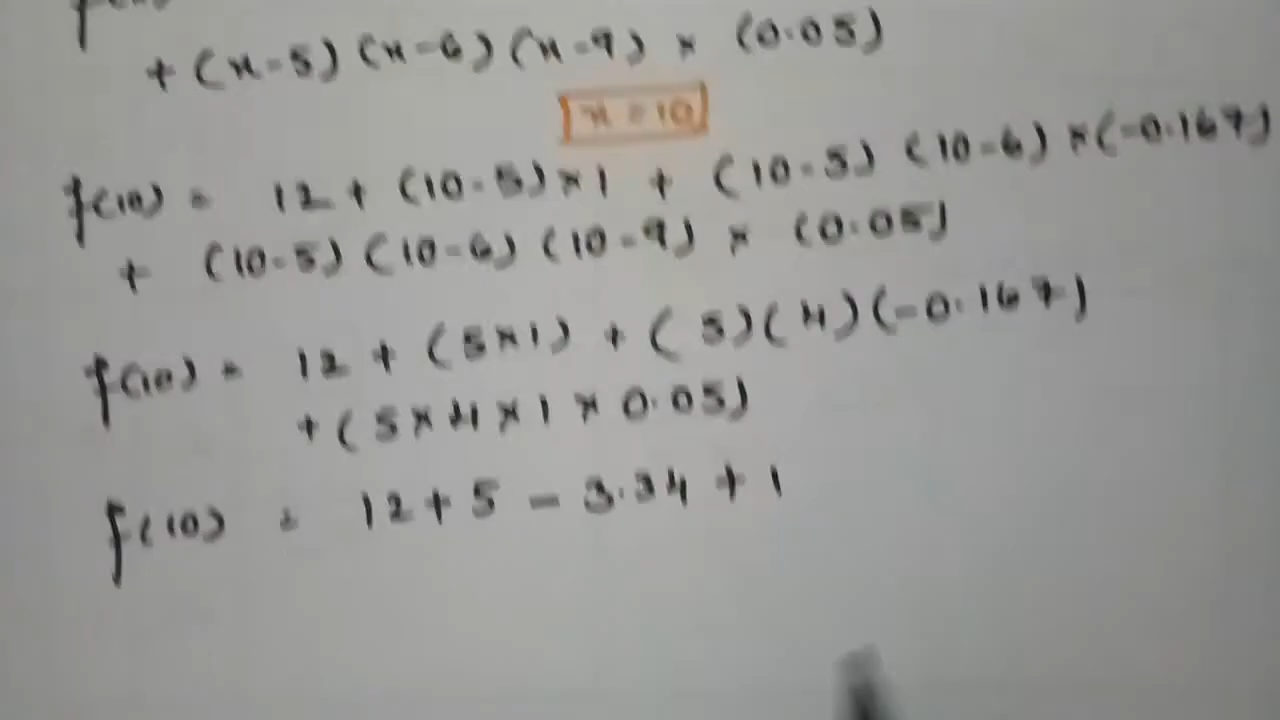 + (x-5) (x-6) (x-9) × (0.05)
x = 10
f(10) = 12 + (10-5)×1 + (10-5) (10-6) ×(-0.167)
+ (10-5) (10-6) (10-9) × (0.05)
f(10) = 12 + (5×1) + (5)(4)(-0.167)
+ (5×4×1×0.05)
f(10) = 12+5 - 3.34 + 1